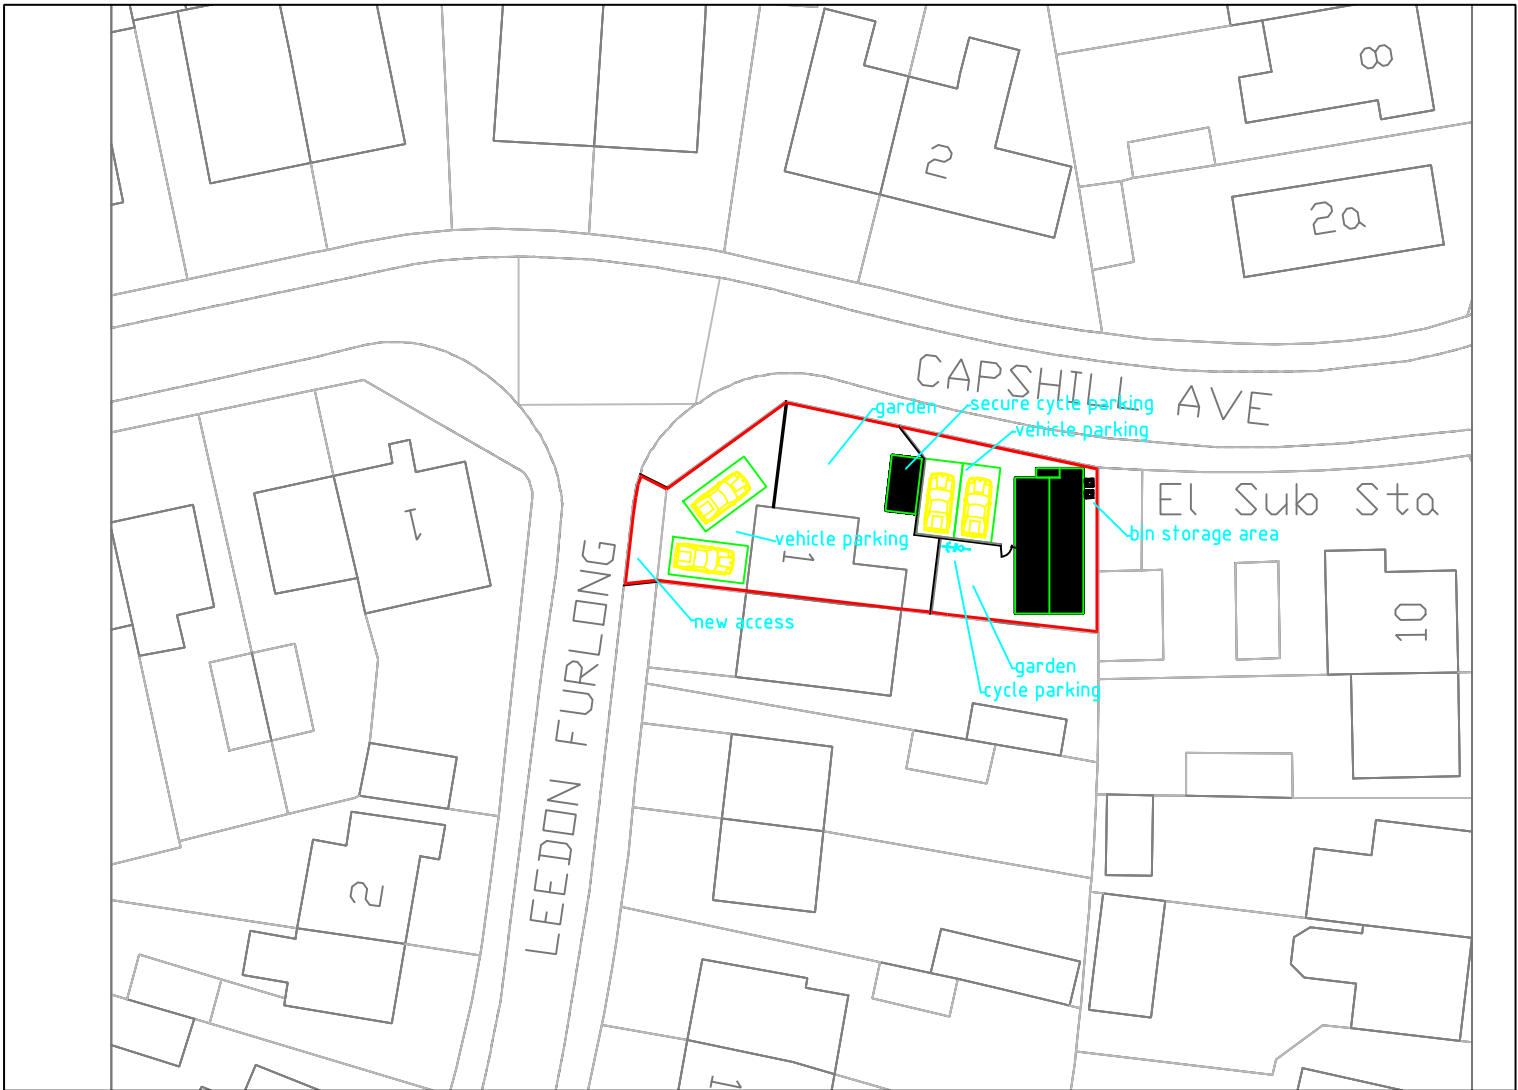 8
2
2a
CAPSHILL AVE
garden
secure cycle parking
vehicle parking
El Sub Sta
1
vehicle parking
1
bin storage area
LEEDON FURLONG
new access
10
garden
cycle parking
2
1